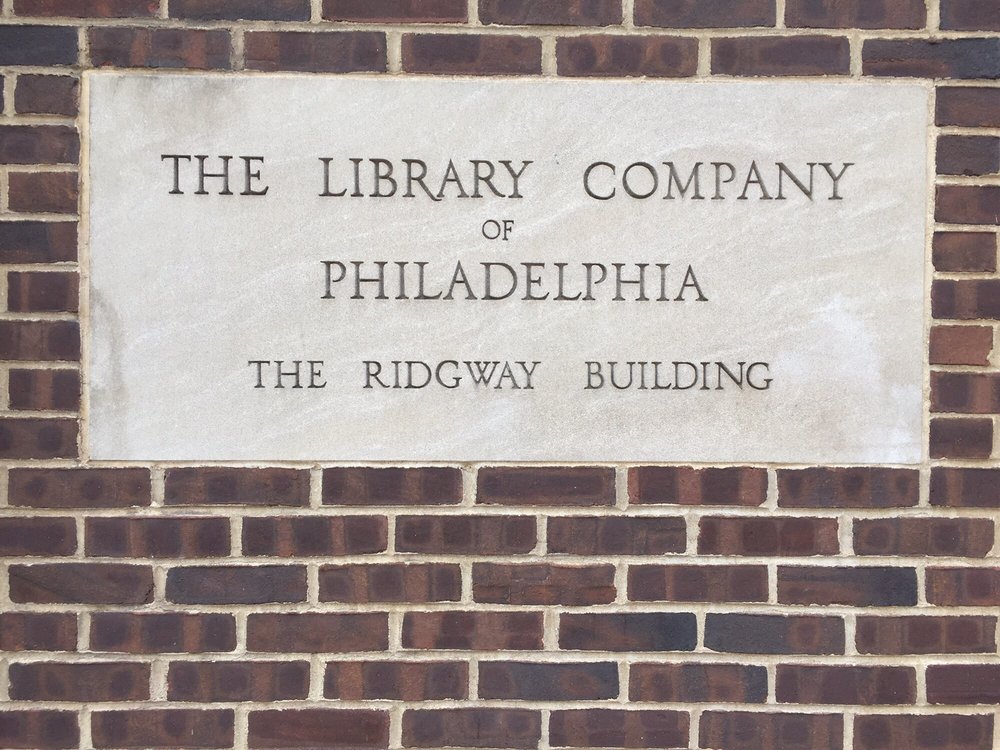 THE LIBRARY COMPANY
OF
PHILADELPHIA
THE RIDGWAY BUILDING